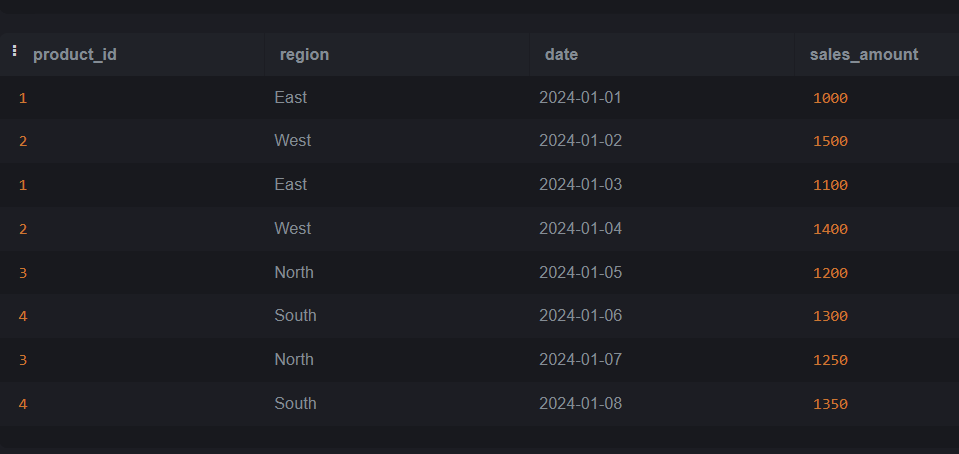 product_id region date sales_amount
1 East 2024-01-01 1000
2 West 2024-01-02 1500
1 East 2024-01-03 1100
2 West 2024-01-04 1400
3 North 2024-01-05 1200
4 South 2024-01-06 1300
3 North 2024-01-07 1250
4 South 2024-01-08 1350